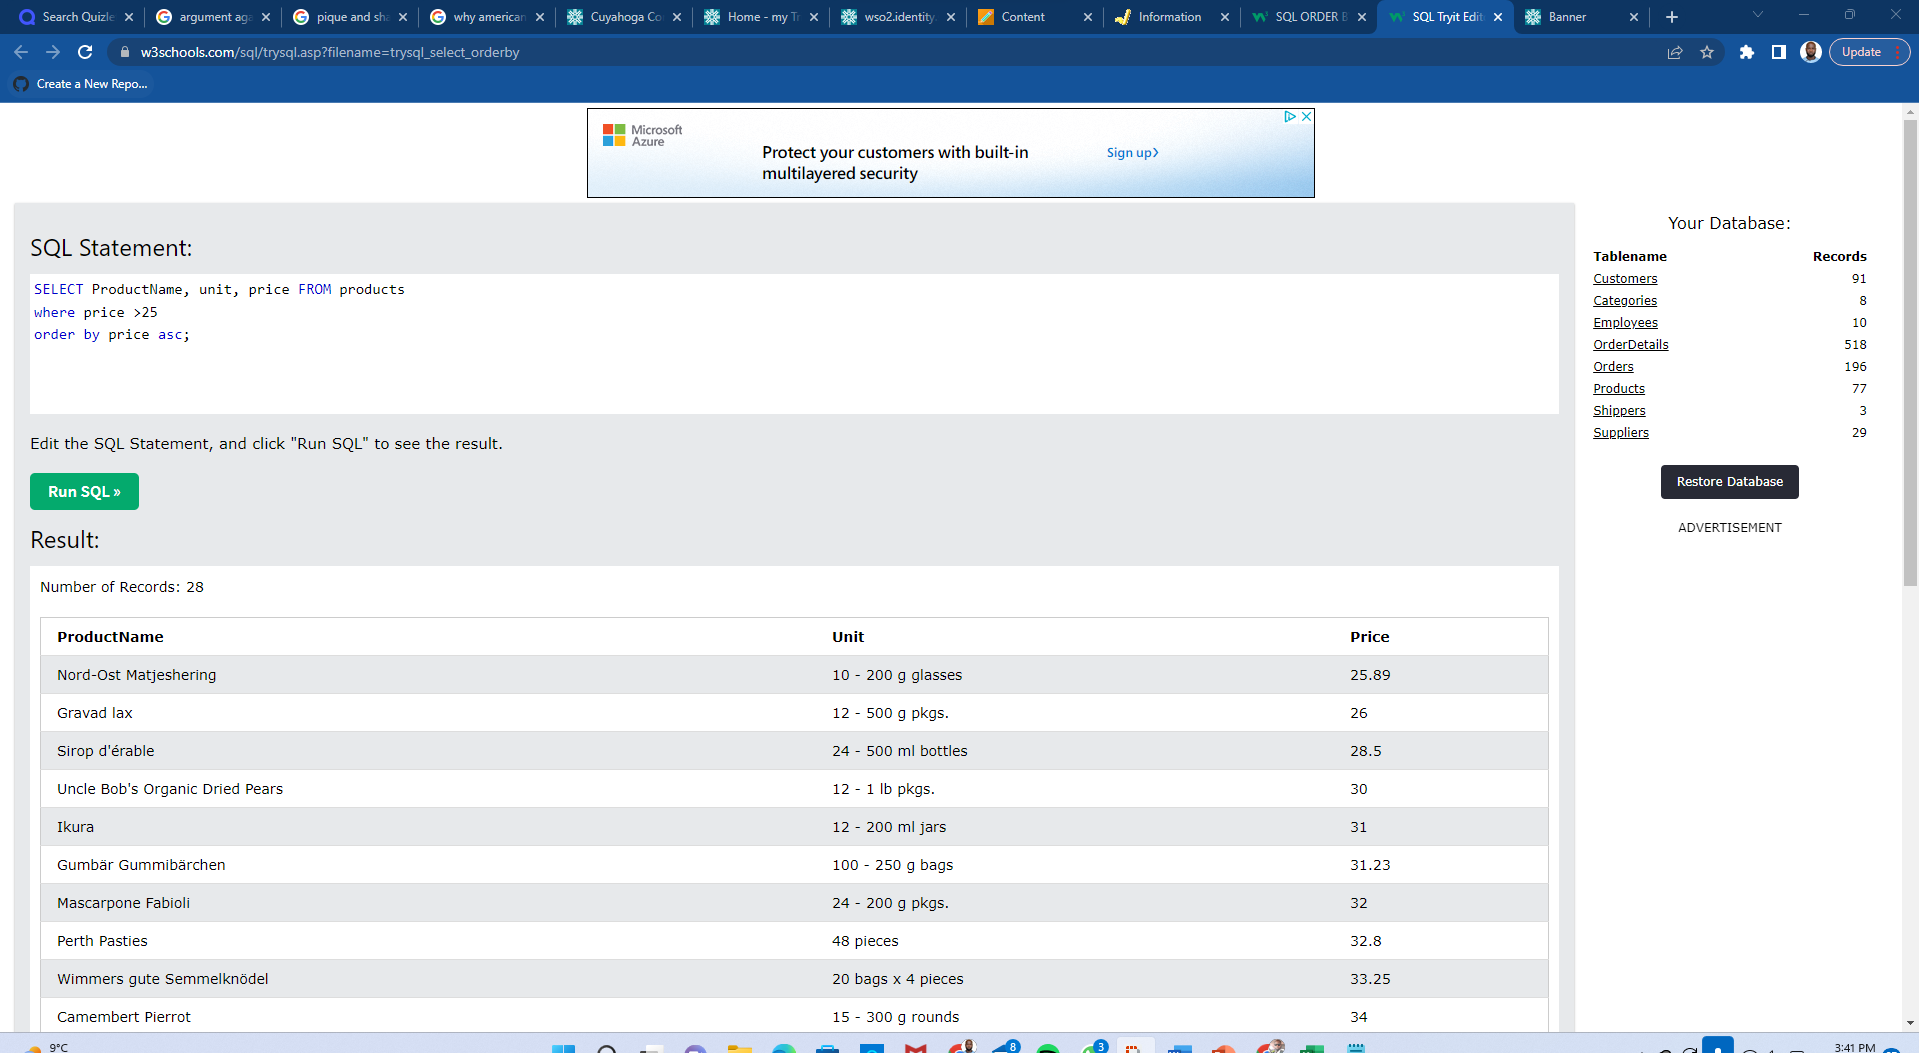 Search Quizle
argument aga
pique and sha
why american
Cuyahoga Co
Home - my T
wso2.identity.
Content
Information
SQL ORDER B
SQL Tryit Edit
Banner
w3schools.com/sql/trysql.asp?filename=trysql_select_orderby
Update
Create a New Repo...
Microsoft
Azure
Protect your customers with built-in
multilayered security
Sign up>
SQL Statement:
SELECT ProductName, unit, price FROM products
where price >25
order by price asc;
Edit the SQL Statement, and click "Run SQL" to see the result.
Run SQL »
Result:
Number of Records: 28
ProductName Unit Price
Nord-Ost Matjeshering 10 - 200 g glasses 25.89
Gravad lax 12 - 500 g pkgs. 26
Sirop d'érable 24 - 500 ml bottles 28.5
Uncle Bob's Organic Dried Pears 12 - 1 lb pkgs. 30
Ikura 12 - 200 ml jars 31
Gumbär Gummibärchen 100 - 250 g bags 31.23
Mascarpone Fabioli 24 - 200 g pkgs. 32
Perth Pasties 48 pieces 32.8
Wimmers gute Semmelknödel 20 bags x 4 pieces 33.25
Camembert Pierrot 15 - 300 g rounds 34
Your Database:
Tablename Records
Customers 91
Categories 8
Employees 10
OrderDetails 518
Orders 196
Products 77
Shippers 3
Suppliers 29
Restore Database
ADVERTISEMENT
9°C
8
3
3:41 PM